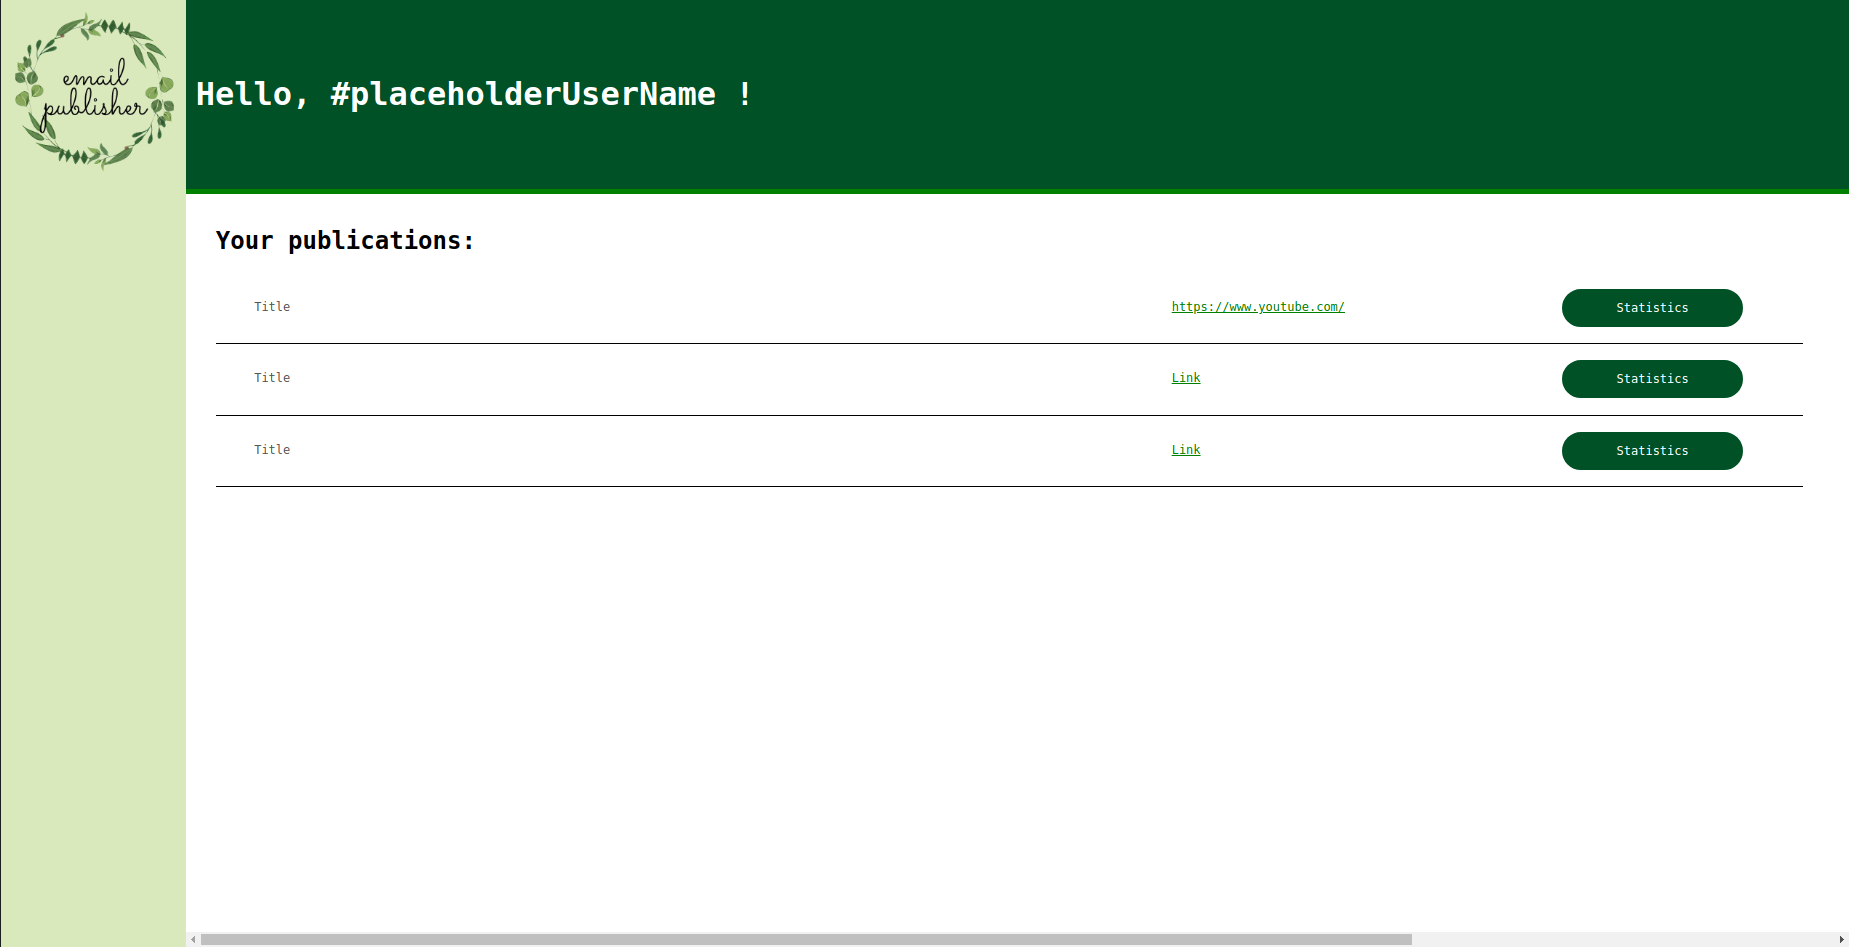 email
publisher
Hello, #placeholderUserName !
Your publications:
Title https://www.youtube.com/ Statistics
Title Link Statistics
Title Link Statistics